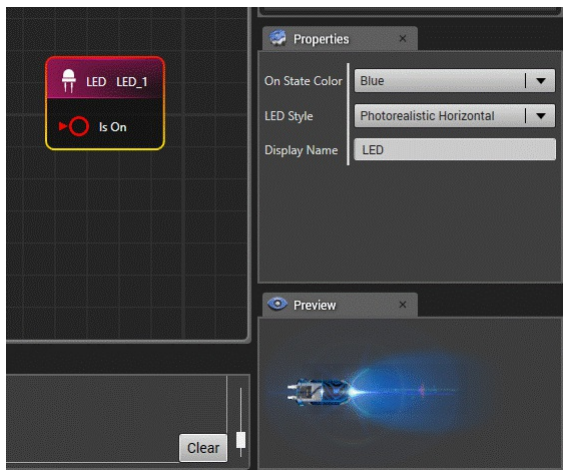 Properties
LED LED_1
On State Color Blue
LED Style Photorealistic Horizontal
Is On
Display Name LED
Preview
Clear